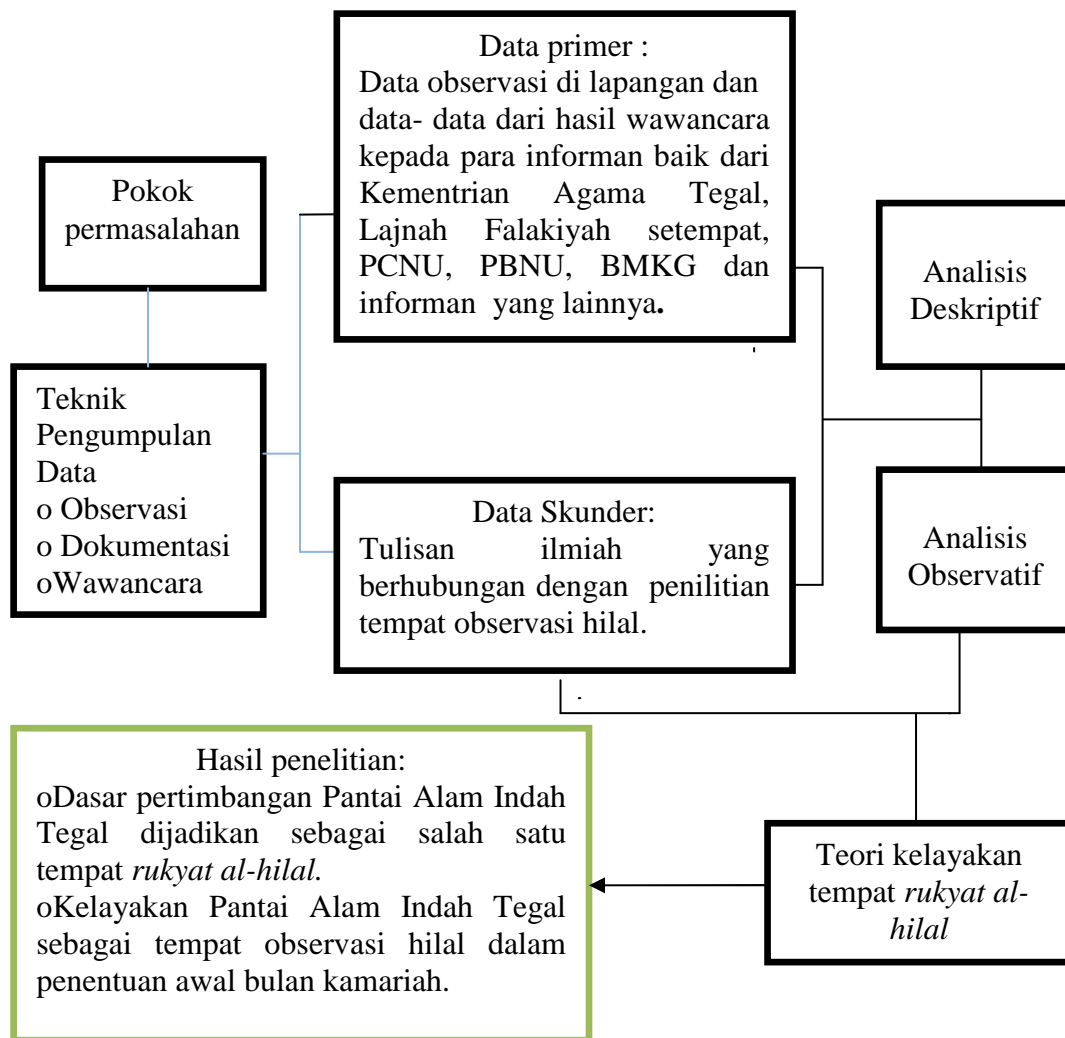 Pokok
permasalahan
Teknik
Pengumpulan
Data
o Observasi
o Dokumentasi
oWawancara
Data primer :
Data observasi di lapangan dan
data- data dari hasil wawancara
kepada para informan baik dari
Kementrian Agama Tegal,
Lajnah Falakiyah setempat,
PCNU, PBNU, BMKG dan
informan yang lainnya.
Data Skunder:
Tulisan ilmiah yang
berhubungan dengan penilitian
tempat observasi hilal.
Analisis
Deskriptif
Analisis
Observatif
Teori kelayakan
tempat rukyat al-
hilal
Hasil penelitian:
oDasar pertimbangan Pantai Alam Indah
Tegal dijadikan sebagai salah satu
tempat rukyat al-hilal.
oKelayakan Pantai Alam Indah Tegal
sebagai tempat observasi hilal dalam
penentuan awal bulan kamariah.